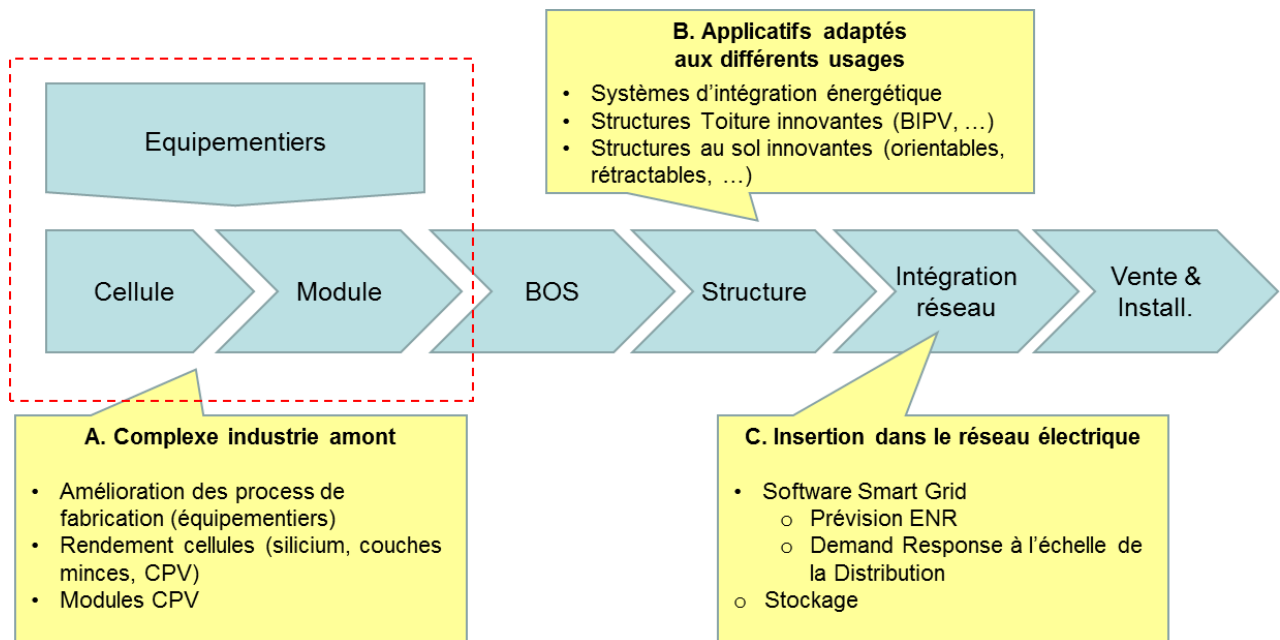 B. Applicatifs adaptés
aux différents usages
• Systèmes d'intégration énergétique
• Structures Toiture innovantes (BIPV, …)
• Structures au sol innovantes (orientables,
rétractables, …)
Equipementiers
Cellule
Module
BOS
Structure
Intégration
réseau
Vente &
Install.
A. Complexe industrie amont
• Amélioration des process de
fabrication (équipementiers)
• Rendement cellules (silicium, couches
minces, CPV)
• Modules CPV
C. Insertion dans le réseau électrique
• Software Smart Grid
o Prévision ENR
o Demand Response à l'échelle de
la Distribution
o Stockage